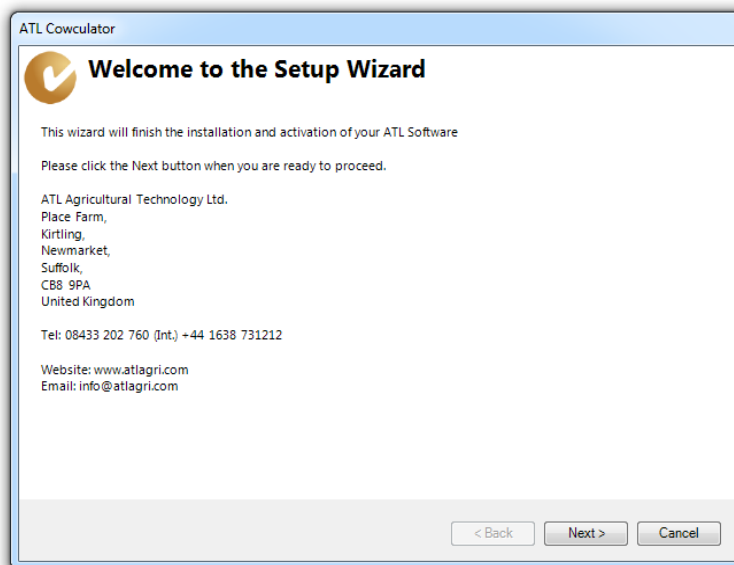 ATL Cowculator
Welcome to the Setup Wizard
This wizard will finish the installation and activation of your ATL Software
Please click the Next button when you are ready to proceed.
ATL Agricultural Technology Ltd.
Place Farm,
Kirtling,
Newmarket,
Suffolk,
CB8 9PA
United Kingdom
Tel: 08433 202 760 (Int.) +44 1638 731212
Website: www.atlagri.com
Email: info@atlagri.com
< Back Next > Cancel